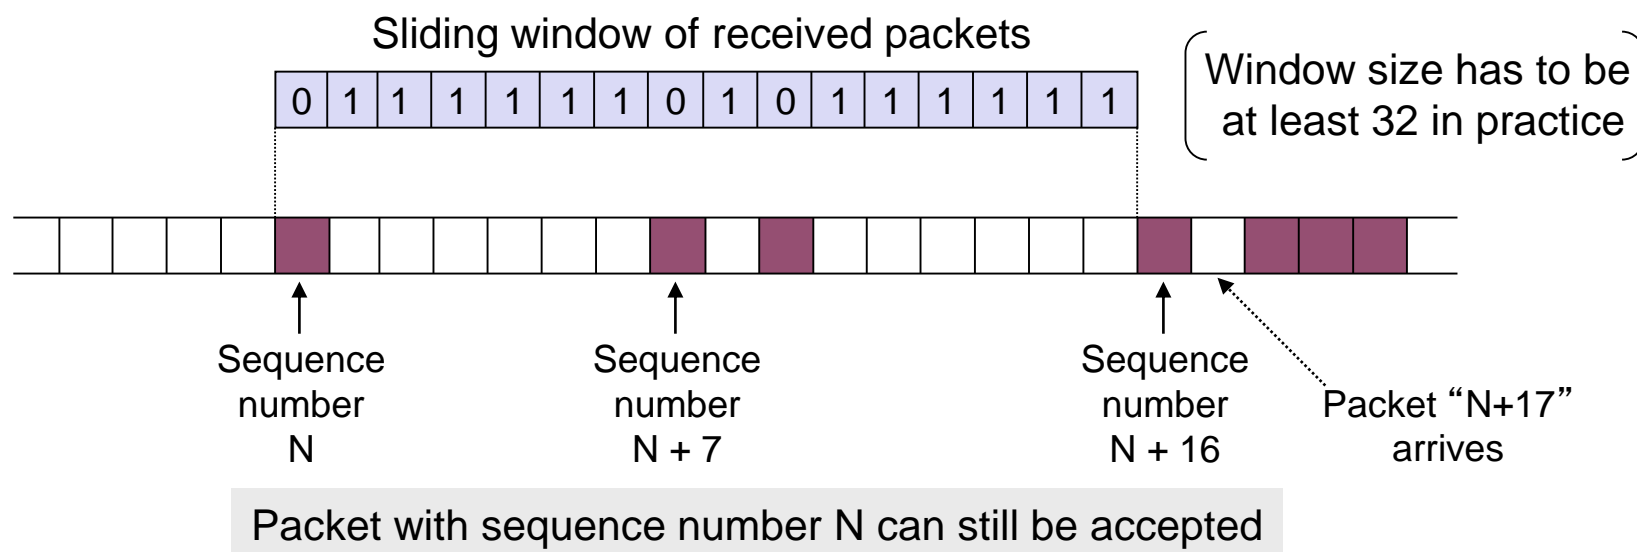 Sliding window of received packets
Window size has to be
at least 32 in practice
0 1 1 1 1 1 1 0 1 0 1 1 1 1 1 1
Sequence
number
N
Sequence
number
N + 7
Sequence
number
N + 16
Packet “N+17”
arrives
Packet with sequence number N can still be accepted